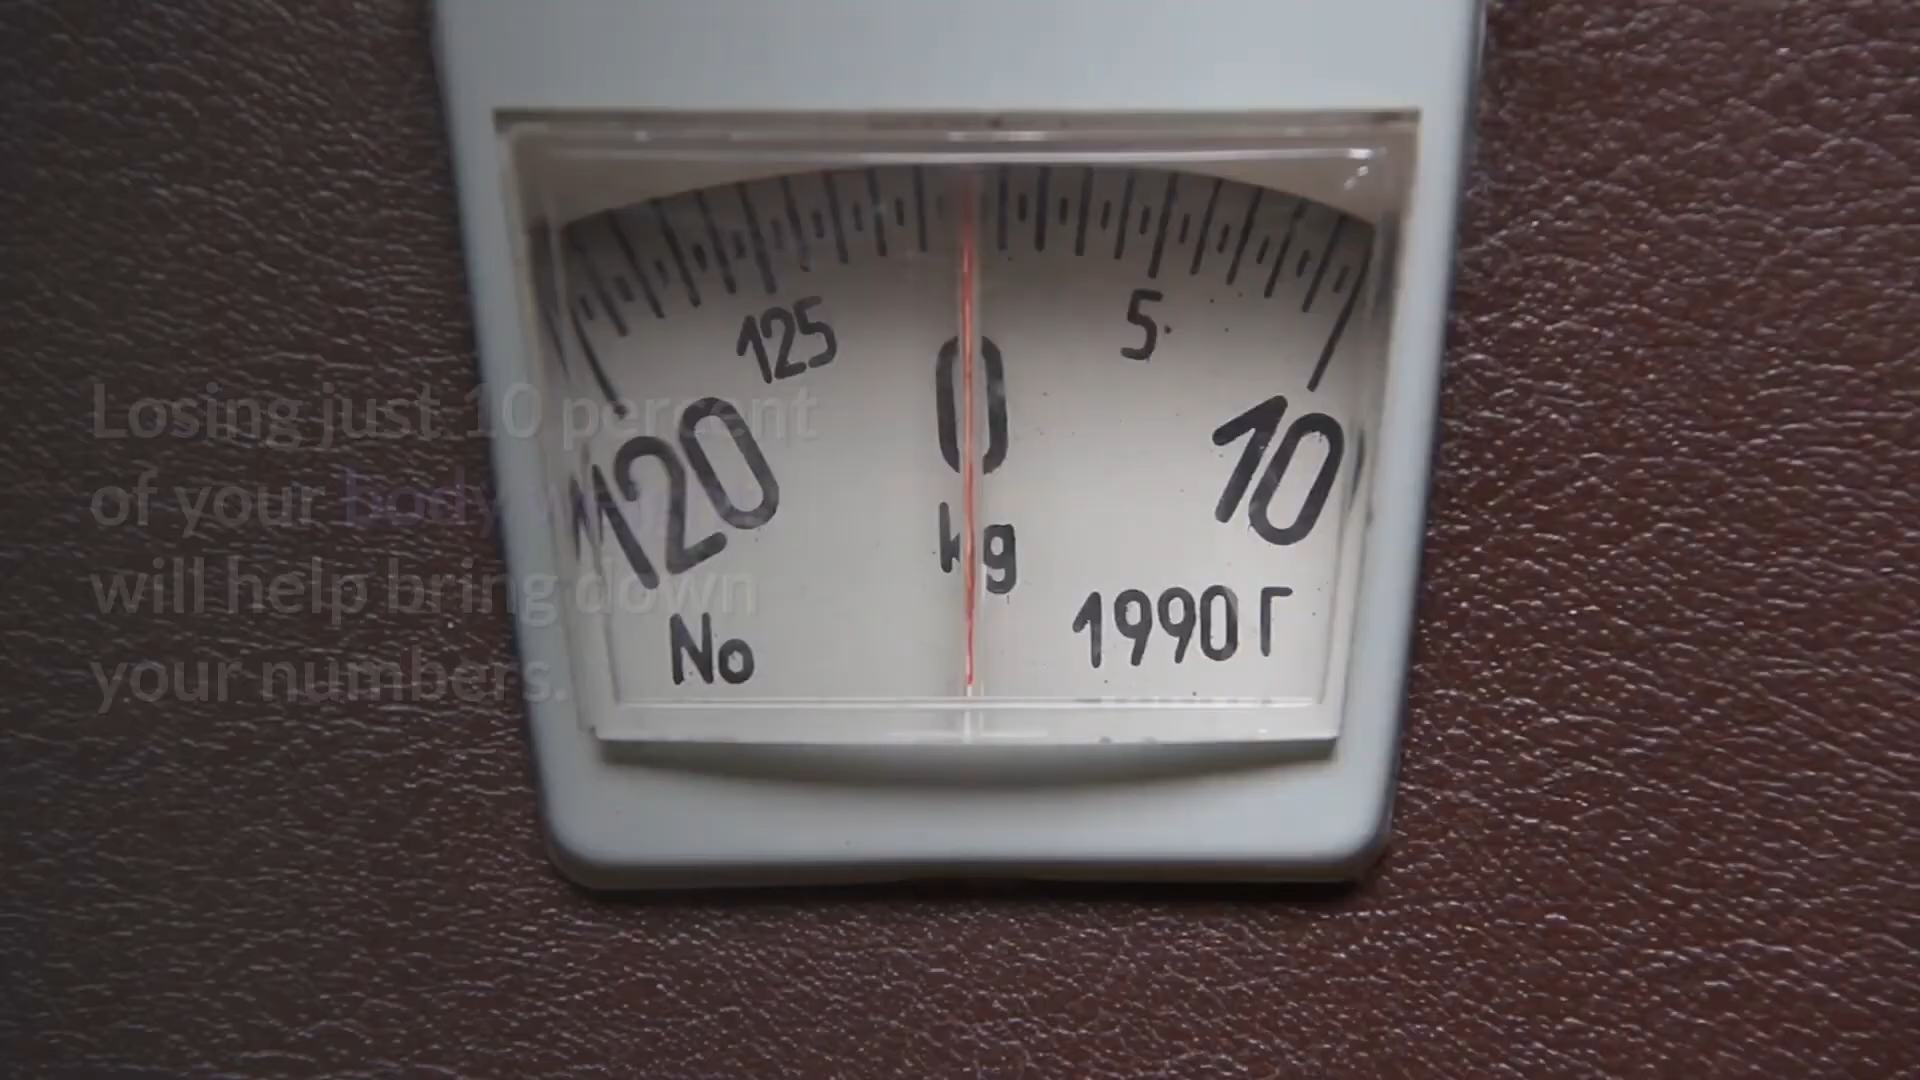 Losing just 10 percent
of your body
will help bring down
your numbers.
125 5
120 0 10
kg
No 1990 Г